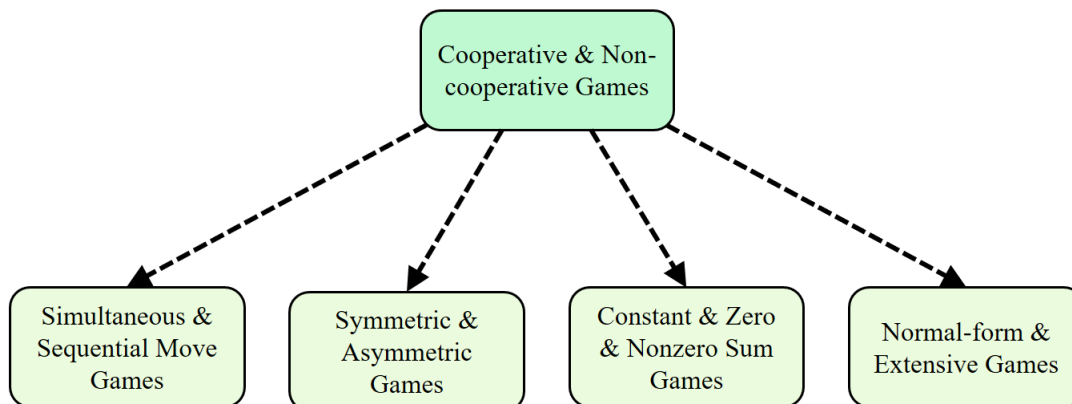 Cooperative & Non-
cooperative Games
Simultaneous &
Sequential Move
Games
Symmetric &
Asymmetric
Games
Constant & Zero
& Nonzero Sum
Games
Normal-form &
Extensive Games